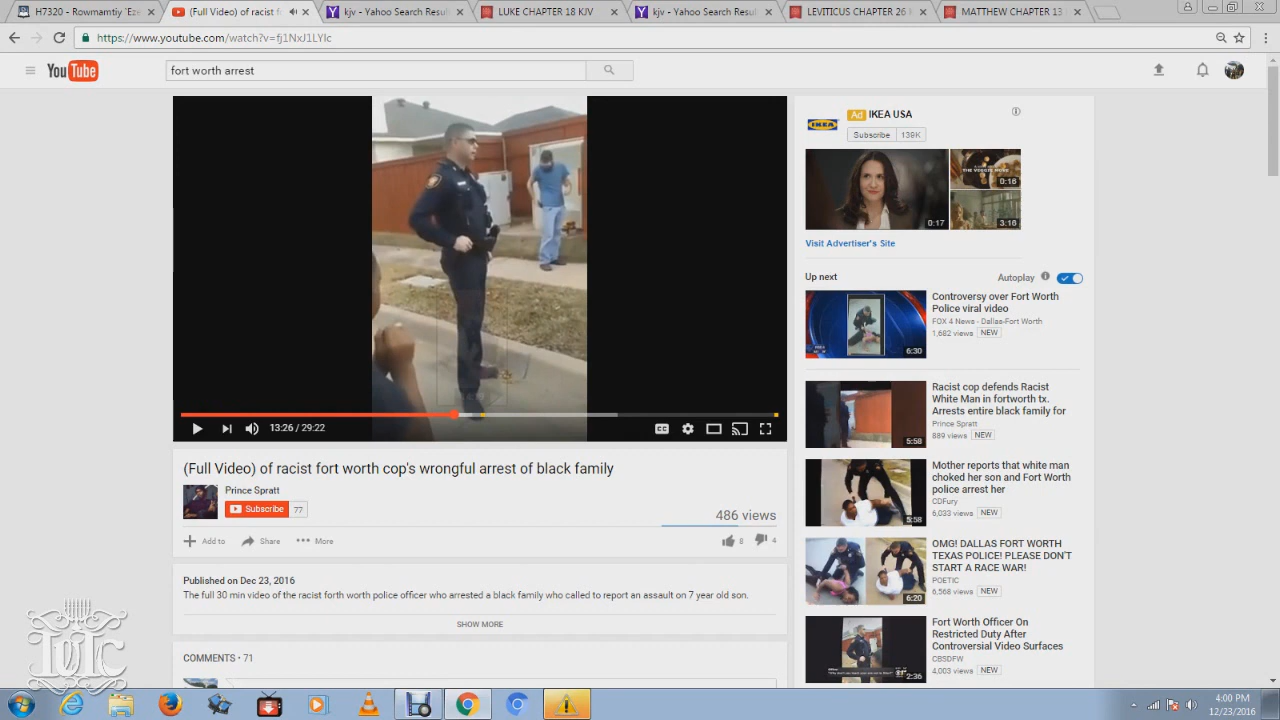 H7320 - Rowmamtiy' Eze
(Full Video) of racist f
kjv - Yahoo Search Resul
LUKE CHAPTER 18 KJV
kjv - Yahoo Search Resul
LEVITICUS CHAPTER 26
MATTHEW CHAPTER 13
https://www.youtube.com/watch?v=fj1NxJ1LYIc
YouTube
fort worth arrest
IKEA
Ad IKEA USA
Subscribe 139K
THE VEGGIE MOVE
0:16
0:17
3:16
Visit Advertiser's Site
Up next
Autoplay
Controversy over Fort Worth
Police viral video
FOX 4 News - Dallas-Fort Worth
1,682 views NEW
6:30
Racist cop defends Racist
White Man in fortworth tx.
Arrests entire black family for
Prince Spratt
889 views NEW
5:58
Mother reports that white man
choked her son and Fort Worth
police arrest her
CDFury
6,033 views NEW
5:58
OMG! DALLAS FORT WORTH
TEXAS POLICE! PLEASE DON'T
START A RACE WAR!
POETIC
6,568 views NEW
6:20
Fort Worth Officer On
Restricted Duty After
Controversial Video Surfaces
CBSDFW
4,003 views NEW
2:36
13:26 / 29:22
CC
(Full Video) of racist fort worth cop's wrongful arrest of black family
Prince Spratt
Subscribe 77
486 views
Add to
Share
More
8
4
Published on Dec 23, 2016
The full 30 min video of the racist forth worth police officer who arrested a black family who called to report an assault on 7 year old son.
SHOW MORE
COMMENTS • 71
IUIC
4:00 PM
12/23/2016